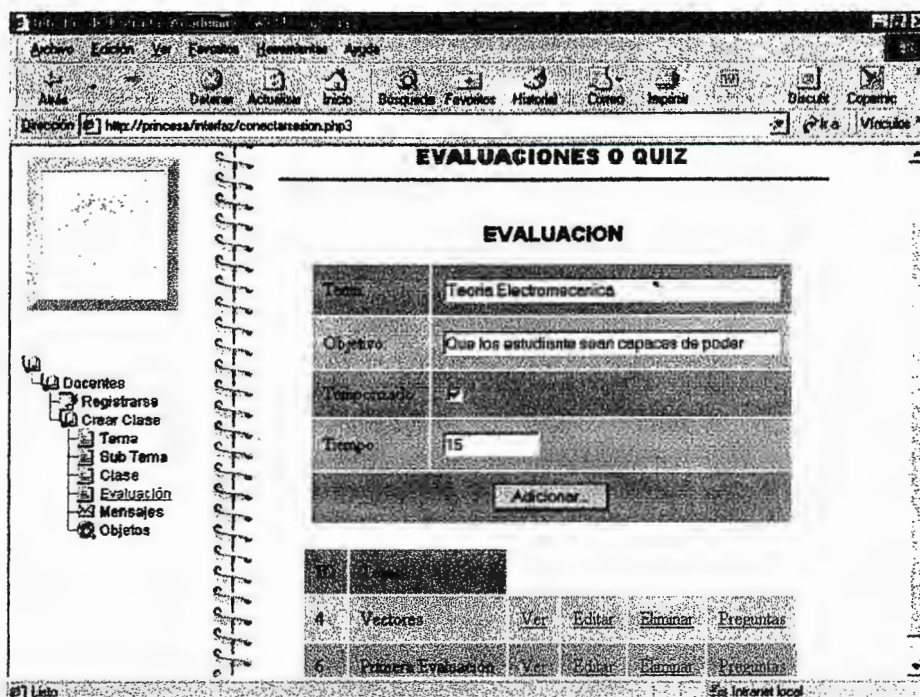 Archivo Edición Ver Favoritos Herramientas Ayuda
Atrás Detener Actualizar Inicio Búsqueda Favoritos Historial Correo Imprimir Discutir Copernic
Dirección http://princesa/interfaz/conectarsesion.php3 Ir a Vínculos
EVALUACIONES O QUIZ
EVALUACION
Tema Teoria Electromecanica
Objetivo Que los estudiante sean capaces de poder
Temporizado
Tiempo 15
Adicionar...
Docentes
Registrarse
Crear Clase
Tema
Sub Tema
Clase
Evaluación
Mensajes
Objetos
ID
4 Vectores Ver Editar Eliminar Preguntas
6 Primera Evaluación Ver Editar Eliminar Preguntas
Listo Intranet local